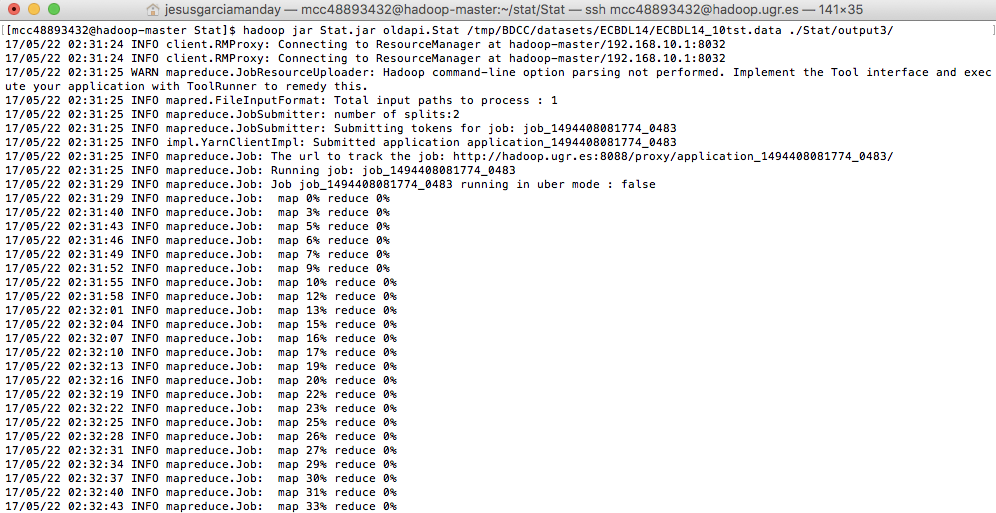 jesusgarciamanday — mcc48893432@hadoop-master:~/stat/Stat — ssh mcc48893432@hadoop.ugr.es — 141×35
[[mcc48893432@hadoop-master Stat]$ hadoop jar Stat.jar oldapi.Stat /tmp/BDCC/datasets/ECBDL14/ECBDL14_10tst.data ./Stat/output3/ ]
17/05/22 02:31:24 INFO client.RMProxy: Connecting to ResourceManager at hadoop-master/192.168.10.1:8032
17/05/22 02:31:24 INFO client.RMProxy: Connecting to ResourceManager at hadoop-master/192.168.10.1:8032
17/05/22 02:31:25 WARN mapreduce.JobResourceUploader: Hadoop command-line option parsing not performed. Implement the Tool interface and exec
ute your application with ToolRunner to remedy this.
17/05/22 02:31:25 INFO mapred.FileInputFormat: Total input paths to process : 1
17/05/22 02:31:25 INFO mapreduce.JobSubmitter: number of splits:2
17/05/22 02:31:25 INFO mapreduce.JobSubmitter: Submitting tokens for job: job_1494408081774_0483
17/05/22 02:31:25 INFO impl.YarnClientImpl: Submitted application application_1494408081774_0483
17/05/22 02:31:25 INFO mapreduce.Job: The url to track the job: http://hadoop.ugr.es:8088/proxy/application_1494408081774_0483/
17/05/22 02:31:25 INFO mapreduce.Job: Running job: job_1494408081774_0483
17/05/22 02:31:29 INFO mapreduce.Job: Job job_1494408081774_0483 running in uber mode : false
17/05/22 02:31:29 INFO mapreduce.Job:  map 0% reduce 0%
17/05/22 02:31:40 INFO mapreduce.Job:  map 3% reduce 0%
17/05/22 02:31:43 INFO mapreduce.Job:  map 5% reduce 0%
17/05/22 02:31:46 INFO mapreduce.Job:  map 6% reduce 0%
17/05/22 02:31:49 INFO mapreduce.Job:  map 7% reduce 0%
17/05/22 02:31:52 INFO mapreduce.Job:  map 9% reduce 0%
17/05/22 02:31:55 INFO mapreduce.Job:  map 10% reduce 0%
17/05/22 02:31:58 INFO mapreduce.Job:  map 12% reduce 0%
17/05/22 02:32:01 INFO mapreduce.Job:  map 13% reduce 0%
17/05/22 02:32:04 INFO mapreduce.Job:  map 15% reduce 0%
17/05/22 02:32:07 INFO mapreduce.Job:  map 16% reduce 0%
17/05/22 02:32:10 INFO mapreduce.Job:  map 17% reduce 0%
17/05/22 02:32:13 INFO mapreduce.Job:  map 19% reduce 0%
17/05/22 02:32:16 INFO mapreduce.Job:  map 20% reduce 0%
17/05/22 02:32:19 INFO mapreduce.Job:  map 22% reduce 0%
17/05/22 02:32:22 INFO mapreduce.Job:  map 23% reduce 0%
17/05/22 02:32:25 INFO mapreduce.Job:  map 25% reduce 0%
17/05/22 02:32:28 INFO mapreduce.Job:  map 26% reduce 0%
17/05/22 02:32:31 INFO mapreduce.Job:  map 27% reduce 0%
17/05/22 02:32:34 INFO mapreduce.Job:  map 29% reduce 0%
17/05/22 02:32:37 INFO mapreduce.Job:  map 30% reduce 0%
17/05/22 02:32:40 INFO mapreduce.Job:  map 31% reduce 0%
17/05/22 02:32:43 INFO mapreduce.Job:  map 33% reduce 0%